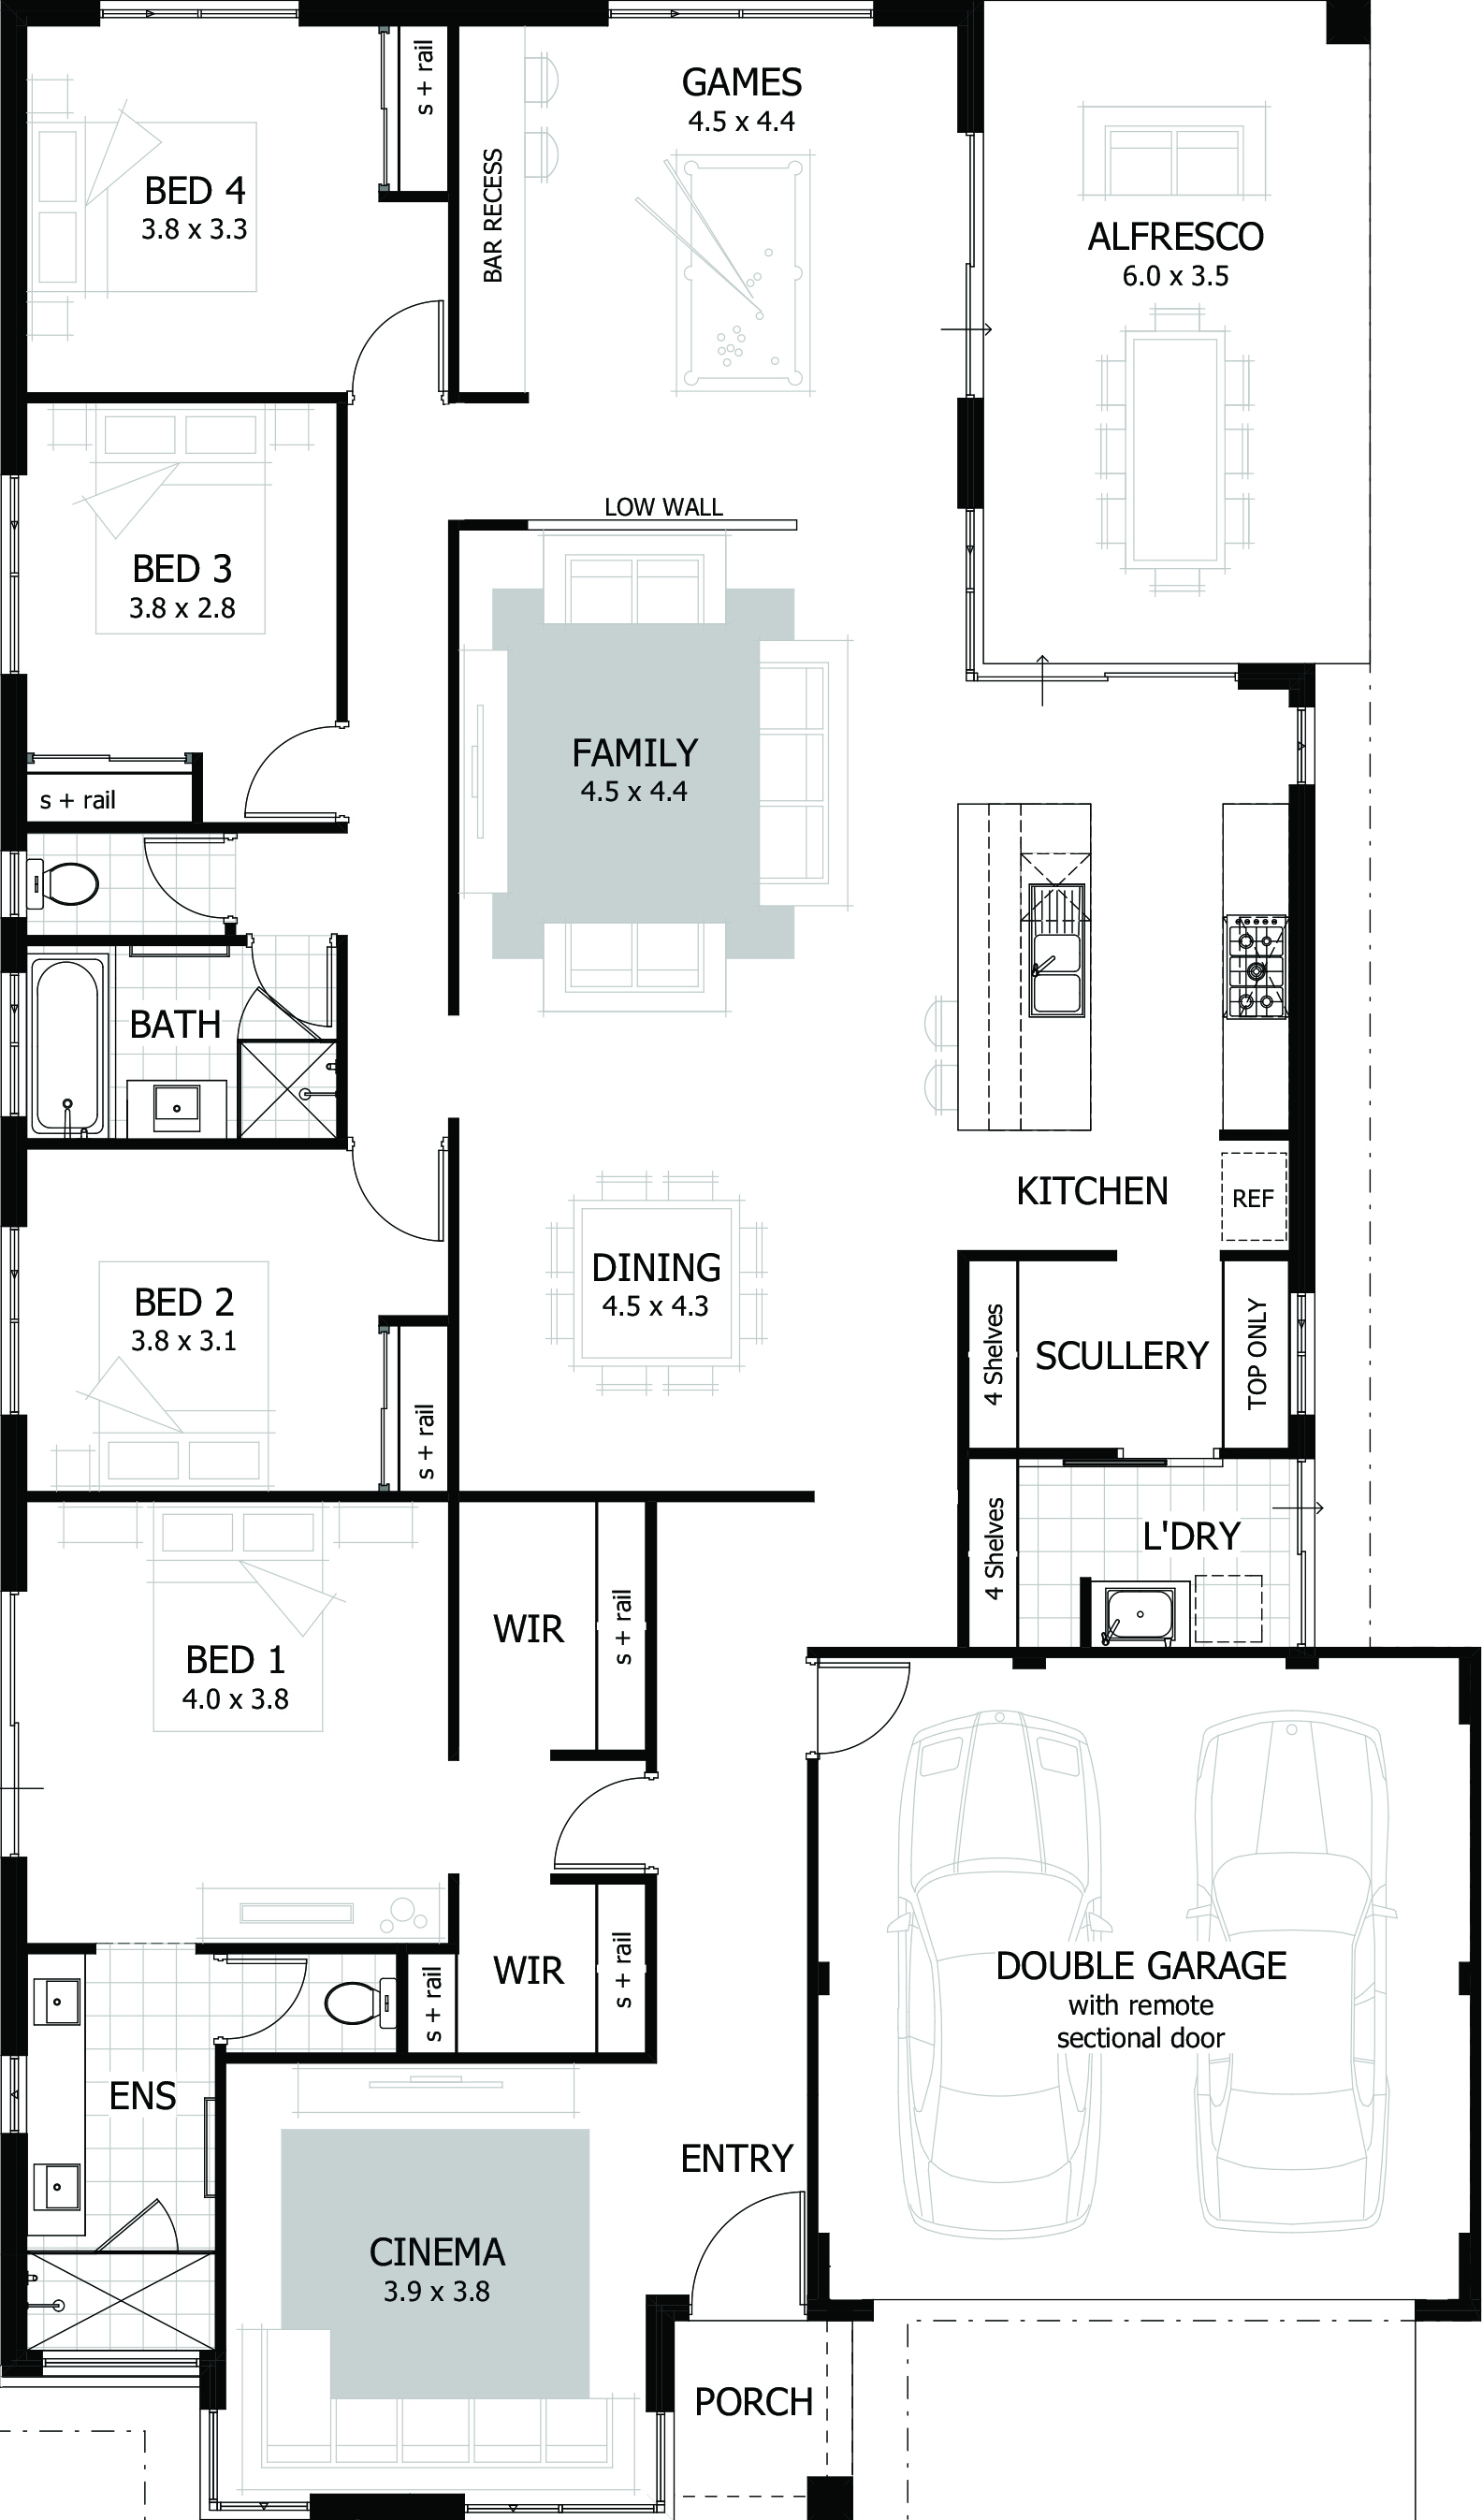 s + rail
GAMES
4.5 x 4.4
BED 4
3.8 x 3.3
BAR RECESS
ALFRESCO
6.0 x 3.5
LOW WALL
BED 3
3.8 x 2.8
FAMILY
4.5 x 4.4
s + rail
BATH
KITCHEN
REF
DINING
4.5 x 4.3
BED 2
3.8 x 3.1
4 Shelves
SCULLERY
TOP ONLY
s + rail
4 Shelves
L'DRY
WIR
s + rail
BED 1
4.0 x 3.8
DOUBLE GARAGE
with remote
sectional door
s + rail
WIR
s + rail
ENS
ENTRY
CINEMA
3.9 x 3.8
PORCH